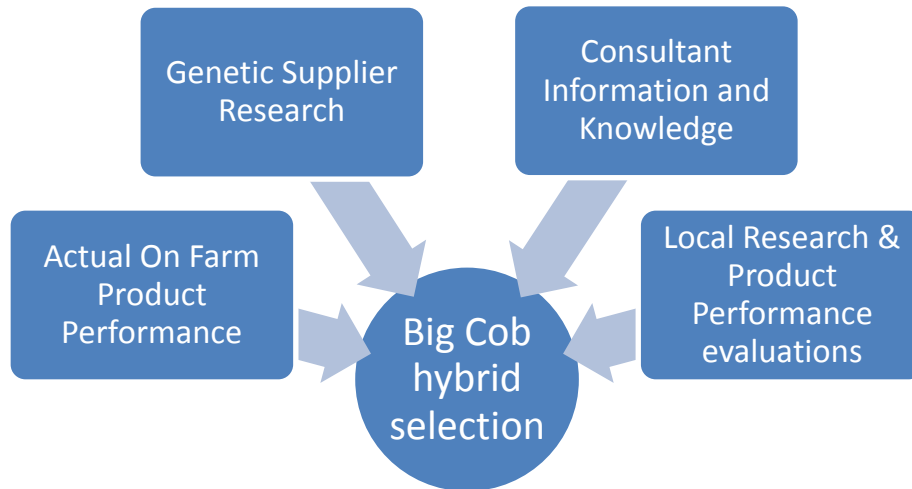 Genetic Supplier
Research
Consultant
Information and
Knowledge
Actual On Farm
Product
Performance
Local Research &
Product
Performance
evaluations
Big Cob
hybrid
selection